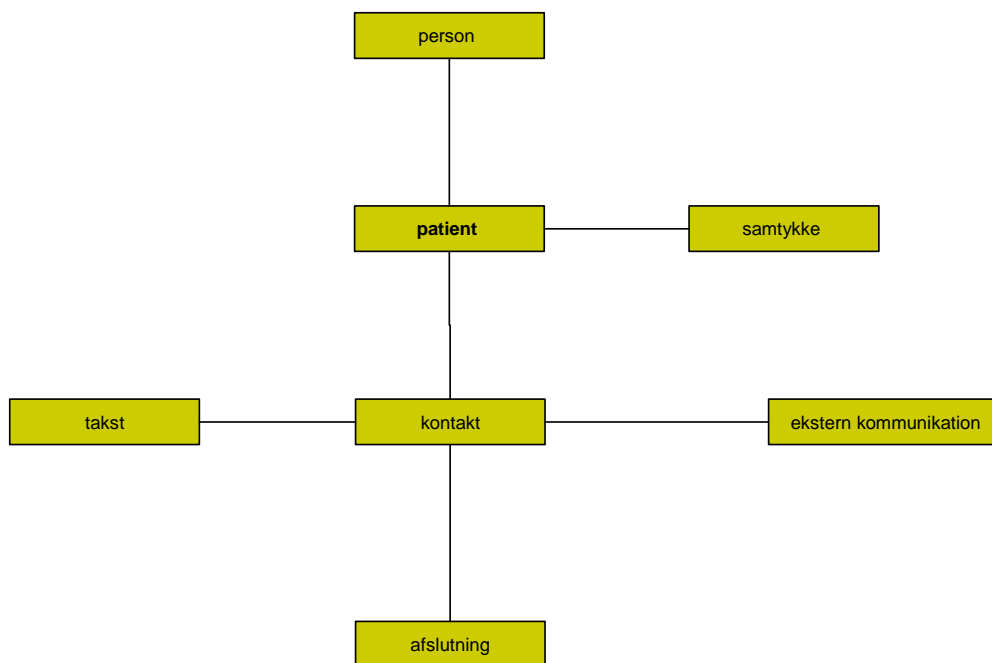 person
patient
samtykke
takst
kontakt
ekstern kommunikation
afslutning